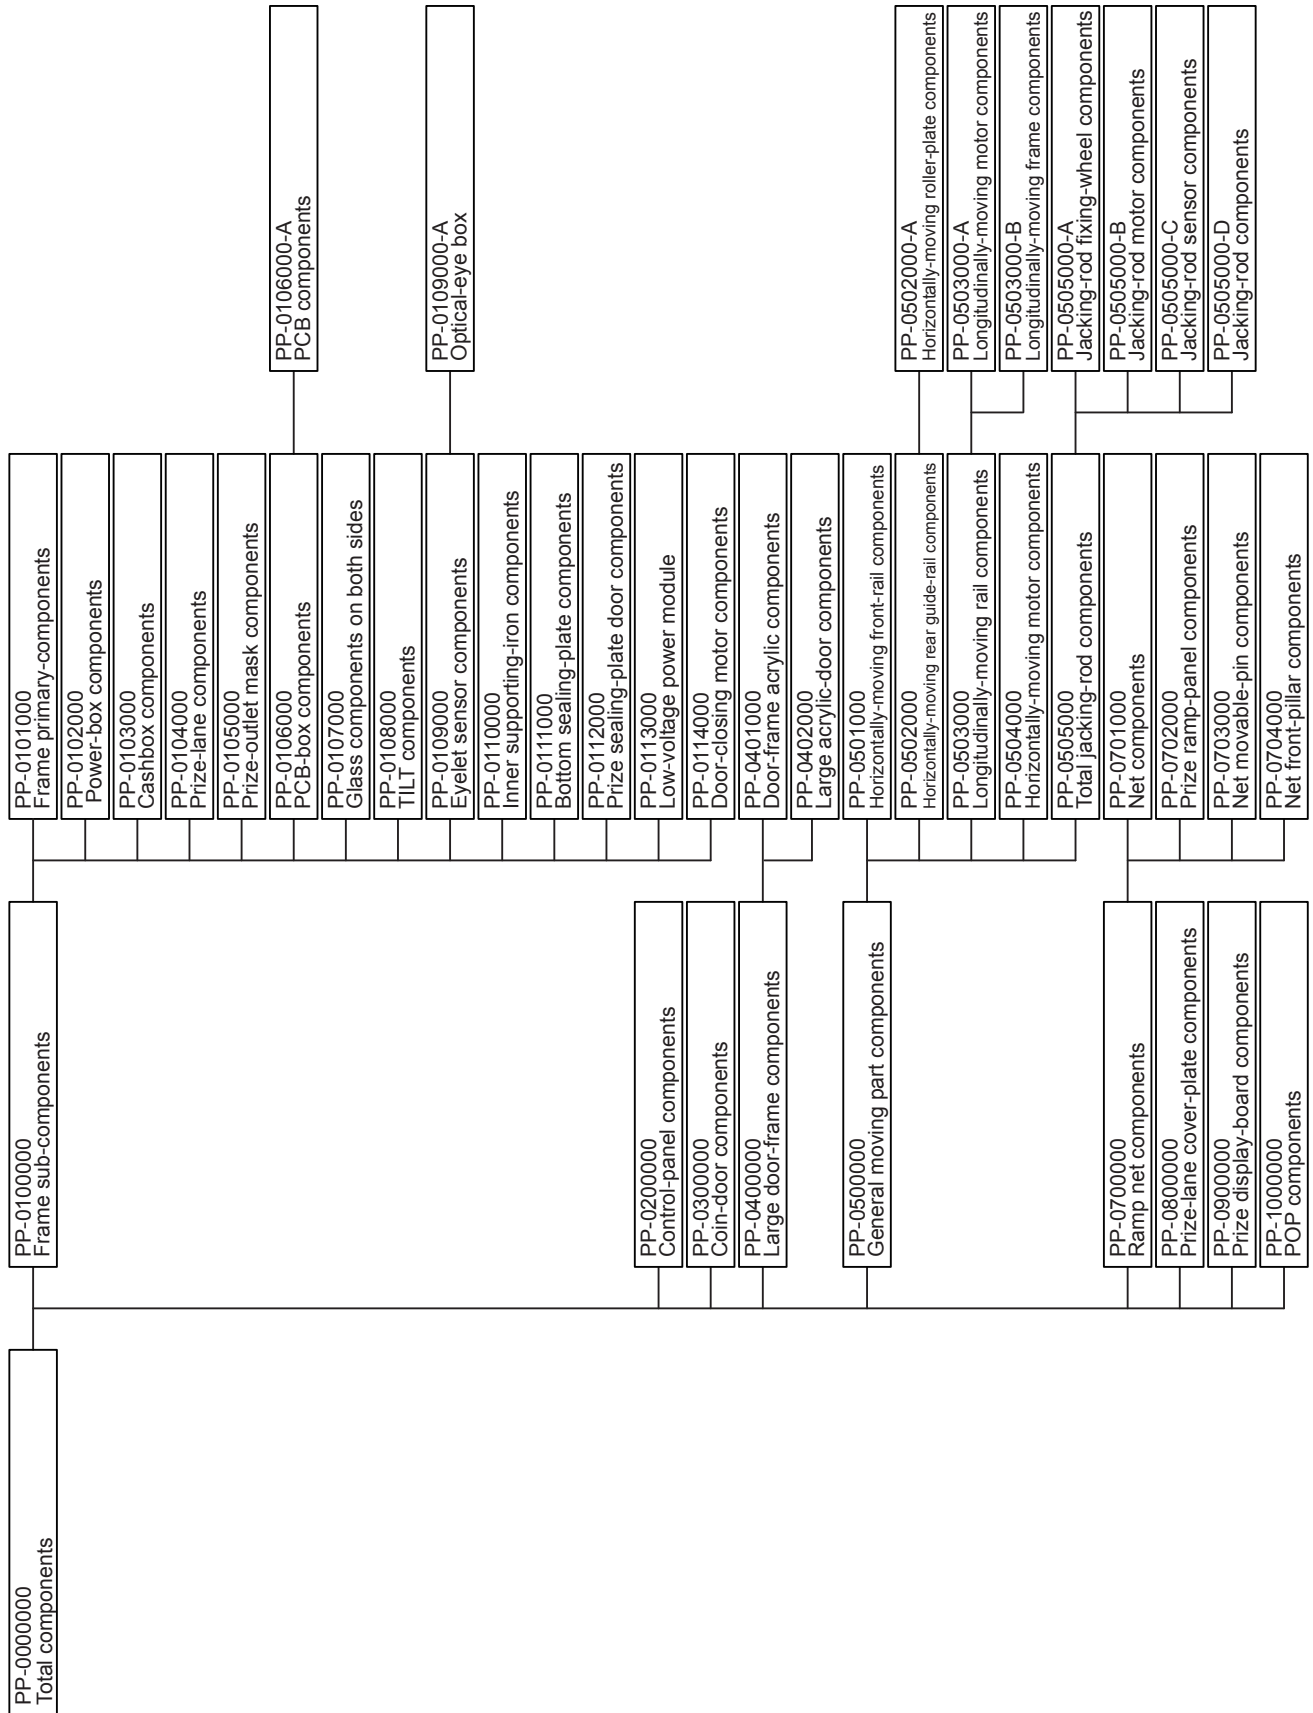 PP-0000000
Total components
PP-0100000
Frame sub-components
PP-0200000
Control-panel components
PP-0300000
Coin-door components
PP-0400000
Large door-frame components
PP-0500000
General moving part components
PP-0700000
Ramp net components
PP-0800000
Prize-lane cover-plate components
PP-0900000
Prize display-board components
PP-1000000
POP components
PP-0101000
Frame primary-components
PP-0102000
Power-box components
PP-0103000
Cashbox components
PP-0104000
Prize-lane components
PP-0105000
Prize-outlet mask components
PP-0106000
PCB-box components
PP-0107000
Glass components on both sides
PP-0108000
TILT components
PP-0109000
Eyelet sensor components
PP-0110000
Inner supporting-iron components
PP-0111000
Bottom sealing-plate components
PP-0112000
Prize sealing-plate door components
PP-0113000
Low-voltage power module
PP-0114000
Door-closing motor components
PP-0401000
Door-frame acrylic components
PP-0402000
Large acrylic-door components
PP-0501000
Horizontally-moving front-rail components
PP-0502000
Horizontally-moving rear guide-rail components
PP-0503000
Longitudinally-moving rail components
PP-0504000
Horizontally-moving motor components
PP-0505000
Total jacking-rod components
PP-0701000
Net components
PP-0702000
Prize ramp-panel components
PP-0703000
Net movable-pin components
PP-0704000
Net front-pillar components
PP-0106000-A
PCB components
PP-0109000-A
Optical-eye box
PP-0502000-A
Horizontally-moving roller-plate components
PP-0503000-A
Longitudinally-moving motor components
PP-0503000-B
Longitudinally-moving frame components
PP-0505000-A
Jacking-rod fixing-wheel components
PP-0505000-B
Jacking-rod motor components
PP-0505000-C
Jacking-rod sensor components
PP-0505000-D
Jacking-rod components